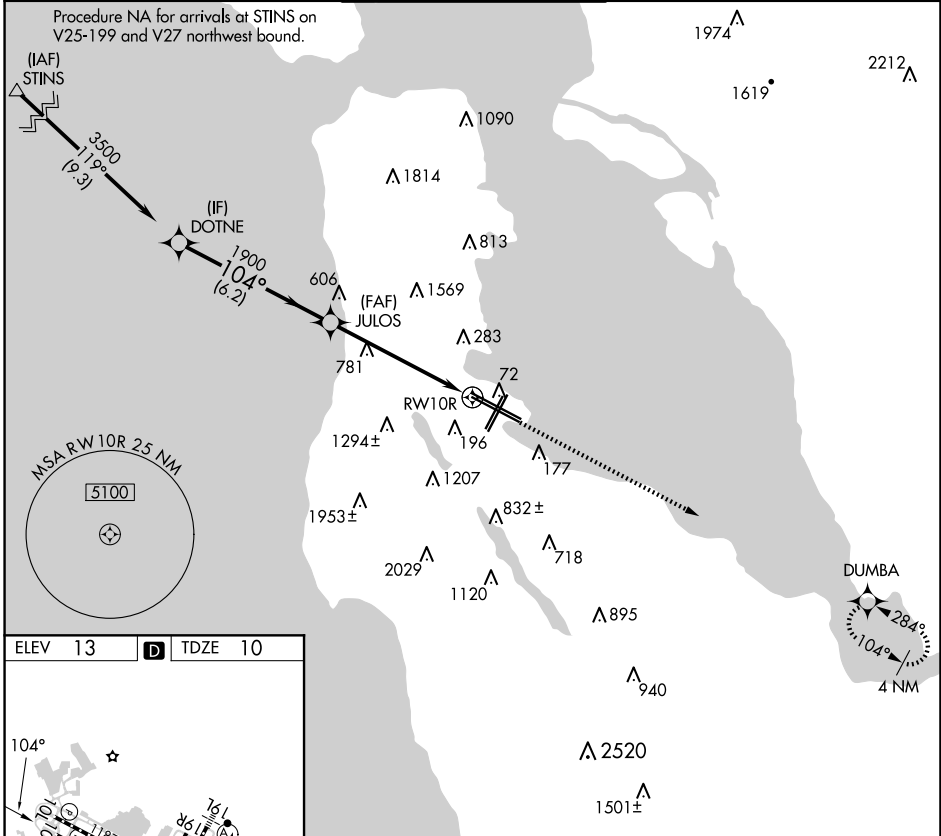 Procedure NA for arrivals at STINS on
V25-199 and V27 northwest bound.
(IAF)
STINS
3500
119°
(9.3)
(IF)
DOTNE
1900
104°
(6.2)
(FAF)
JULOS
1974
2212
1619
1090
1814
813
606
1569
283
781
72
RW10R
1294±
196
177
1207
1953±
832±
2029
718
1120
895
940
2520
1501±
MSA RW10R 25 NM
5100
DUMBA
284°
104°
4 NM
ELEV 13
D
TDZE 10
104°
10L
P
19L
19R